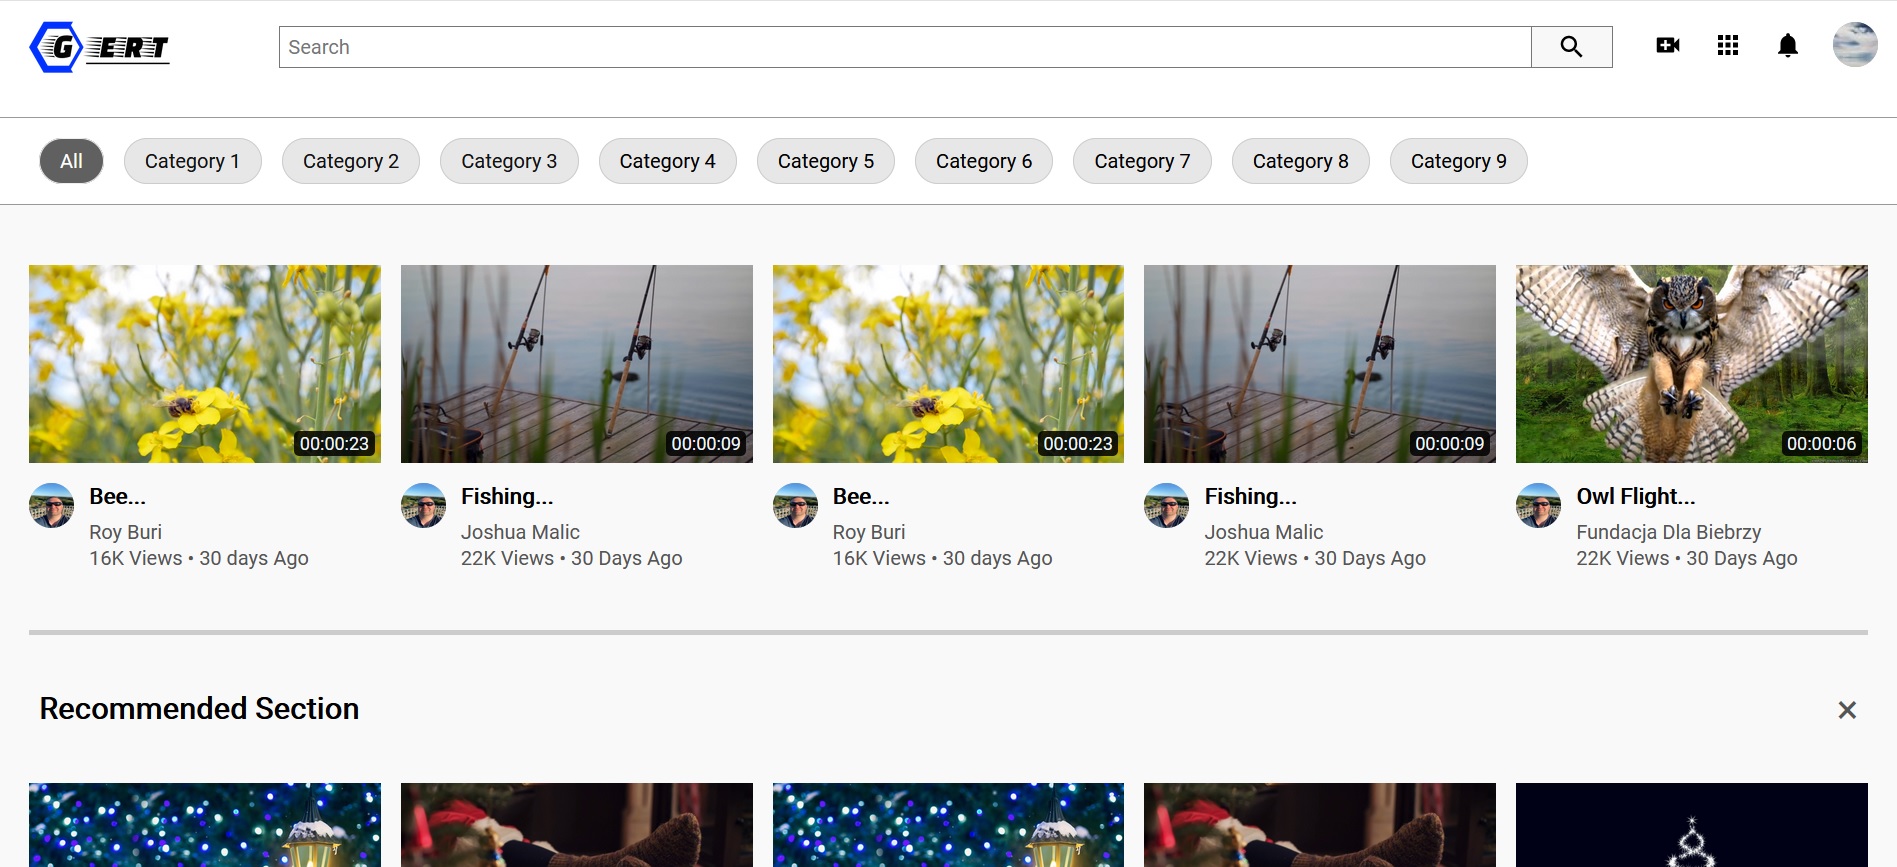 GERT
Search
All
Category 1
Category 2
Category 3
Category 4
Category 5
Category 6
Category 7
Category 8
Category 9
00:00:23
00:00:09
00:00:23
00:00:09
00:00:06
Bee...
Roy Buri
16K Views • 30 days Ago
Fishing...
Joshua Malic
22K Views • 30 Days Ago
Bee...
Roy Buri
16K Views • 30 days Ago
Fishing...
Joshua Malic
22K Views • 30 Days Ago
Owl Flight...
Fundacja Dla Biebrzy
22K Views • 30 Days Ago
Recommended Section